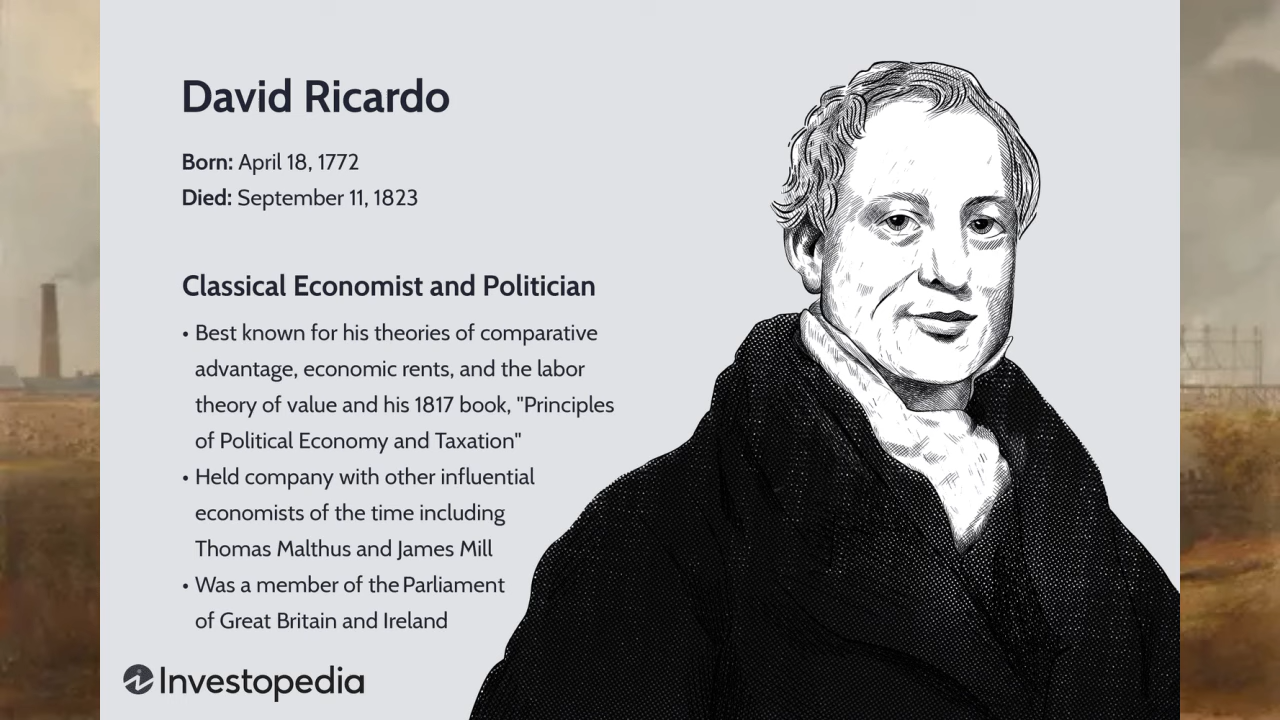 David Ricardo
Born: April 18, 1772
Died: September 11, 1823
Classical Economist and Politician
• Best known for his theories of comparative
advantage, economic rents, and the labor
theory of value and his 1817 book, "Principles
of Political Economy and Taxation"
• Held company with other influential
economists of the time including
Thomas Malthus and James Mill
• Was a member of the Parliament
of Great Britain and Ireland
Investopedia